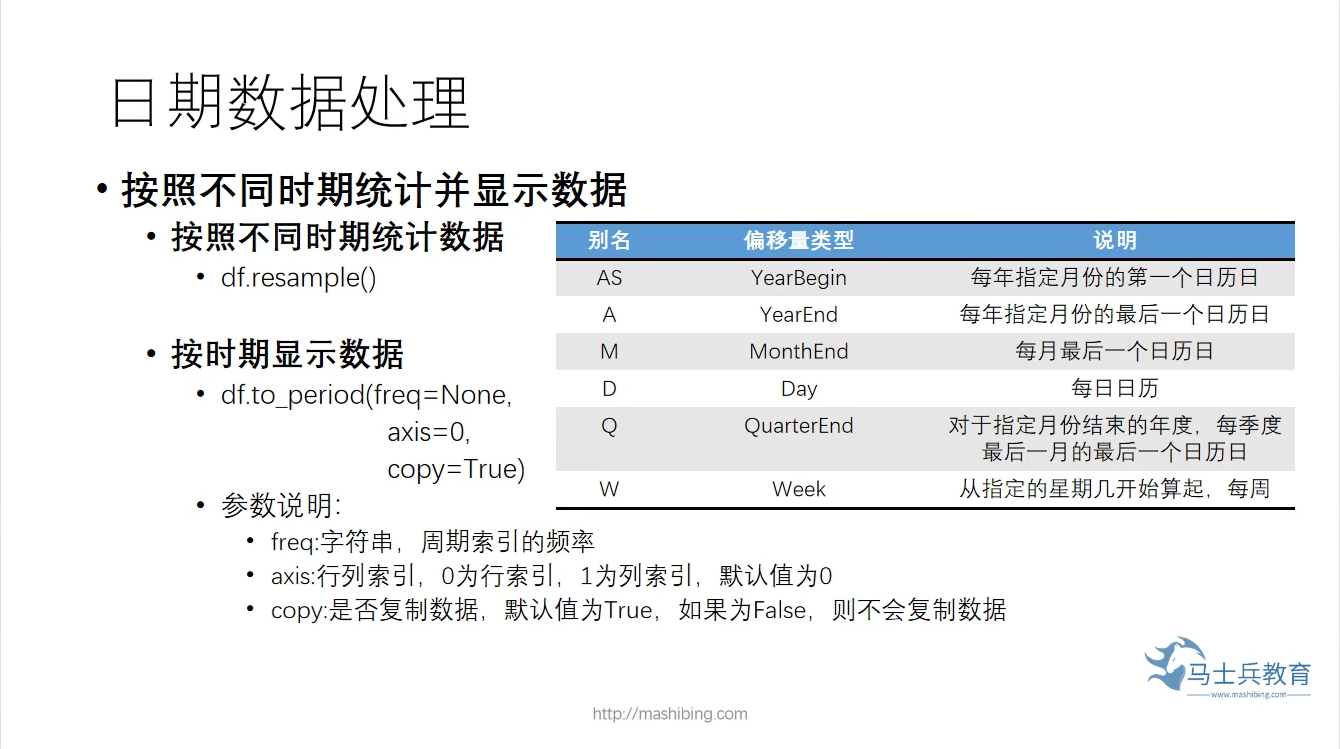 日期数据处理
• 按照不同时期统计并显示数据
• 按照不同时期统计数据
• df.resample()
• 按时期显示数据
• df.to_period(freq=None,
axis=0,
copy=True)
• 参数说明:
• freq:字符串，周期索引的频率
• axis:行列索引，0为行索引，1为列索引，默认值为0
• copy:是否复制数据，默认值为True，如果为False，则不会复制数据
别名 偏移量类型 说明
AS YearBegin 每年指定月份的第一个日历日
A YearEnd 每年指定月份的最后一个日历日
M MonthEnd 每月最后一个日历日
D Day 每日日历
Q QuarterEnd 对于指定月份结束的年度，每季度
最后一月的最后一个日历日
W Week 从指定的星期几开始算起，每周
马士兵教育
www.mashibing.com
http://mashibing.com